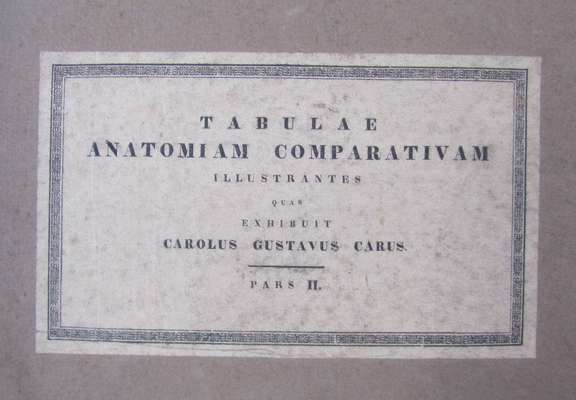 TABULAE
ANATOMIAM COMPARATIVAM
ILLUSTRANTES
QUAS
EXHIBUIT
CAROLUS GUSTAVUS CARUS.
PARS II.